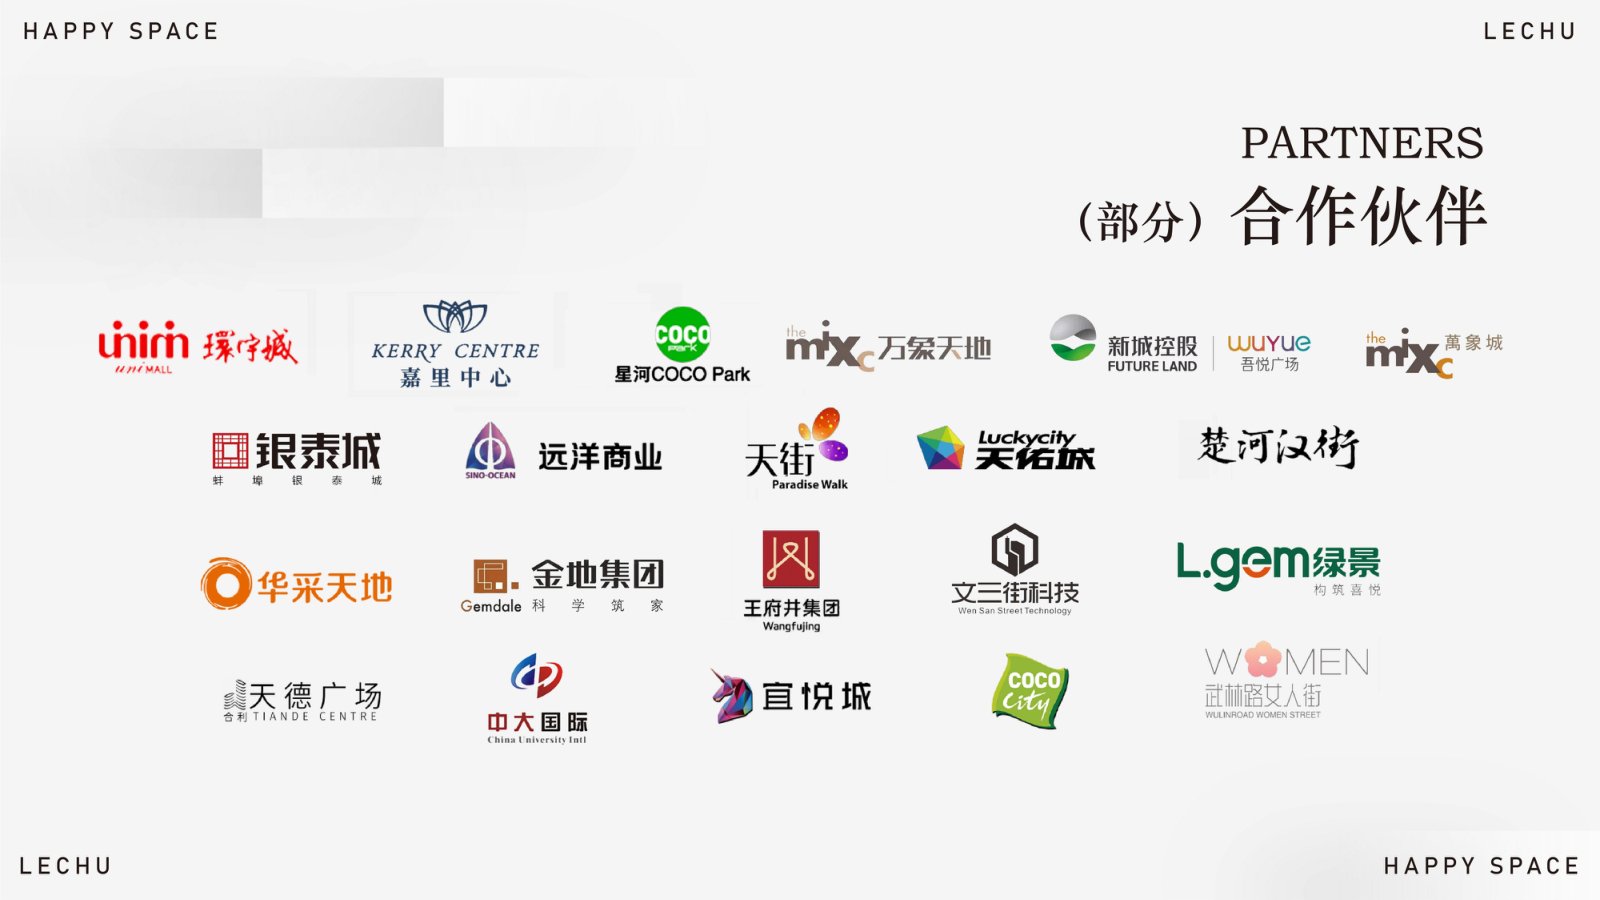 HAPPY SPACE
LECHU
PARTNERS
（部分）合作伙伴
unim 環宇城
uni MALL
KERRY CENTRE
嘉里中心
COCO
Park
星河COCO Park
the
mixc 万象天地
新城控股
FUTURE LAND
wuyue
吾悦广场
the
mixc 萬象城
银泰城
蚌埠银泰城
SINO-OCEAN
远洋商业
天街
Paradise Walk
Luckycity
天佑城
楚河汉街
华采天地
Gemdale
金地集团
科学筑家
王府井集团
Wangfujing
文三街科技
Wen San Street Technology
L.gem绿景
构筑喜悦
合利
天德广场
TIANDE CENTRE
中大国际
China University Intl
宜悦城
COCO
City
WOMEN
武林路女人街
WULINROAD WOMEN STREET
LECHU
HAPPY SPACE